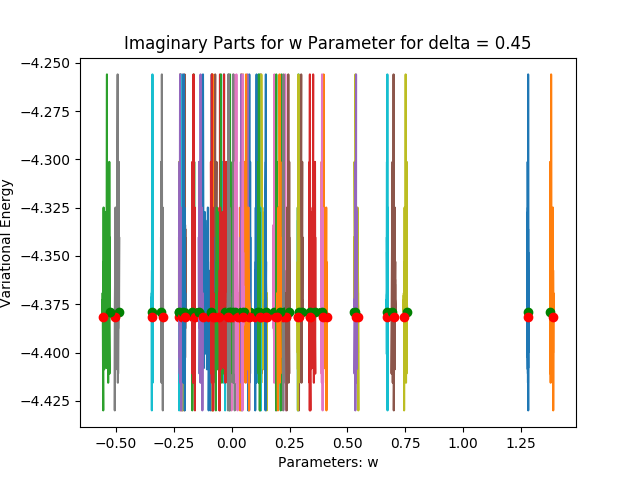 Imaginary Parts for w Parameter for delta = 0.45
−4.250
−4.275
−4.300
−4.325
−4.350
−4.375
−4.400
−4.425
Variational Energy
−0.50 −0.25 0.00 0.25 0.50 0.75 1.00 1.25
Parameters: w